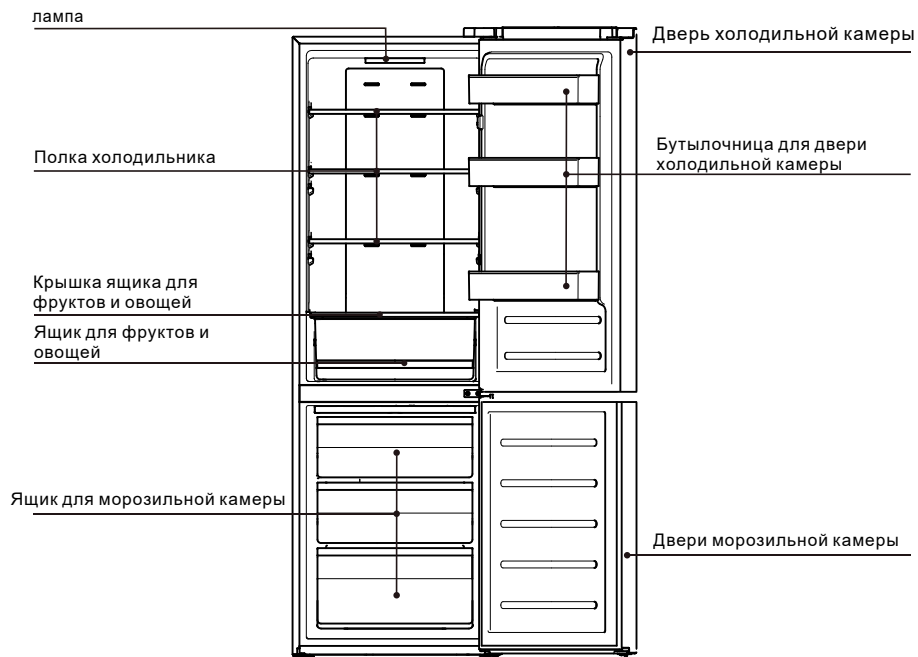 лампа
Дверь холодильной камеры
Полка холодильника
Бутылочница для двери
холодильной камеры
Крышка ящика для
фруктов и овощей
Ящик для фруктов и
овощей
Ящик для морозильной камеры
Двери морозильной камеры